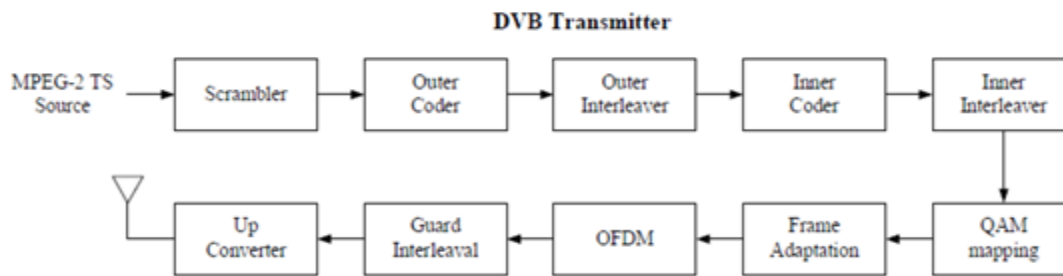 DVB Transmitter
MPEG-2 TS
Source
Scrambler
Outer
Coder
Outer
Interleaver
Inner
Coder
Inner
Interleaver
Up
Converter
Guard
Interleaval
OFDM
Frame
Adaptation
QAM
mapping